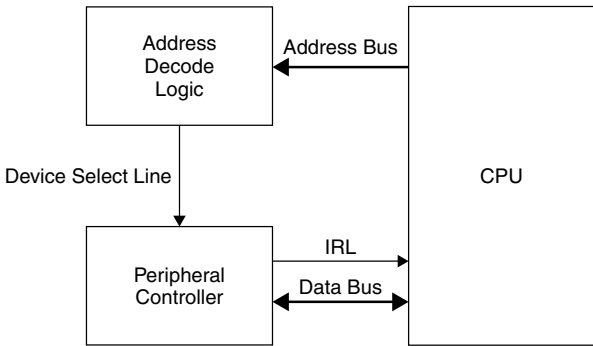 Address
Decode
Logic
Address Bus
CPU
Device Select Line
Peripheral
Controller
IRL
Data Bus